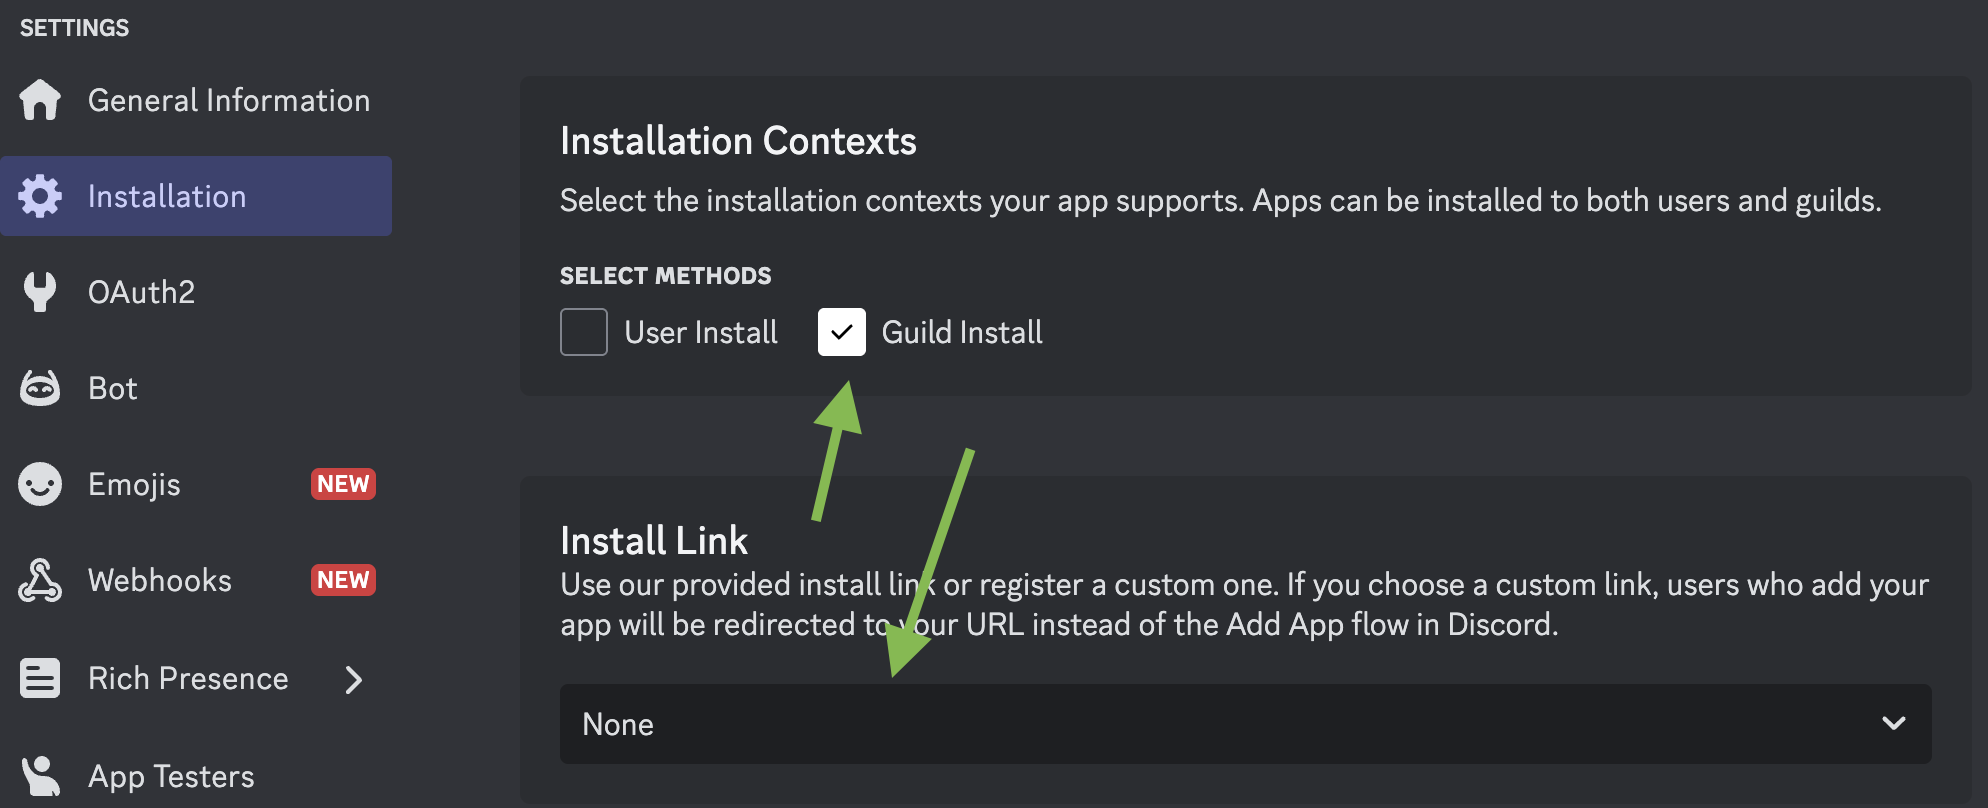 SETTINGS
General Information
Installation
OAuth2
Bot
Emojis NEW
Webhooks NEW
Rich Presence
App Testers
Installation Contexts
Select the installation contexts your app supports. Apps can be installed to both users and guilds.
SELECT METHODS
User Install Guild Install
Install Link
Use our provided install link or register a custom one. If you choose a custom link, users who add your
app will be redirected to your URL instead of the Add App flow in Discord.
None